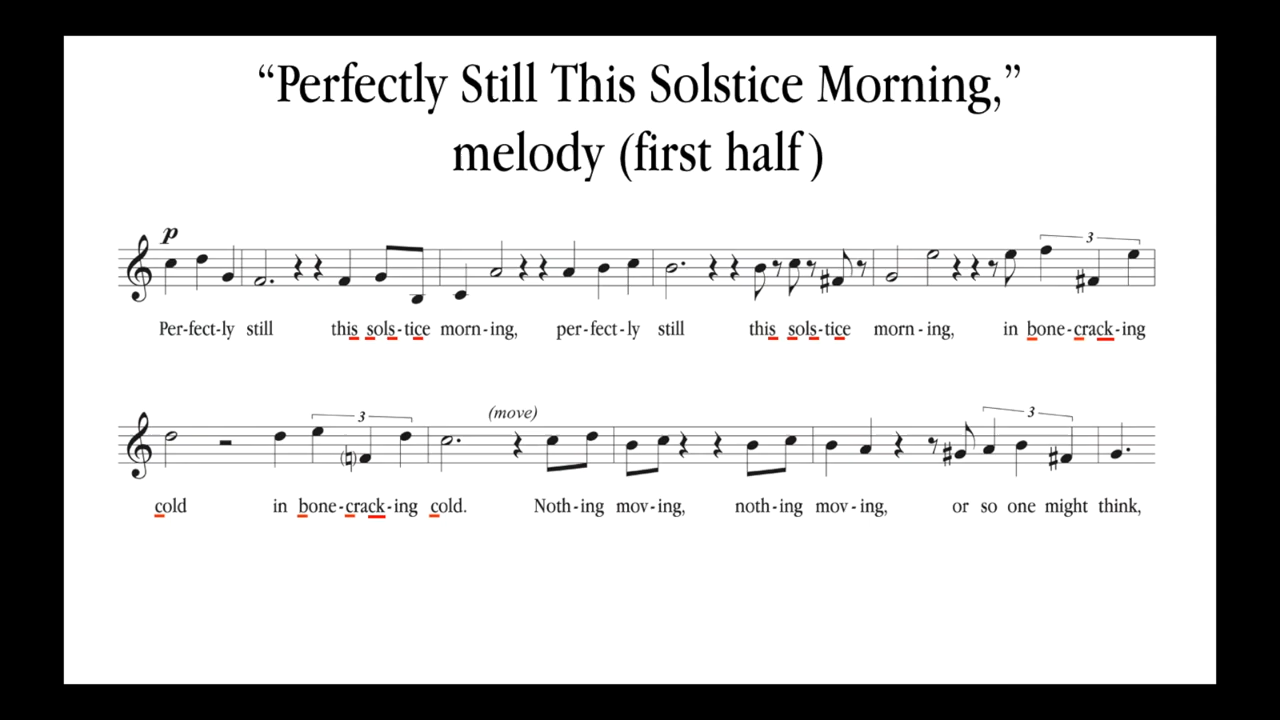 “Perfectly Still This Solstice Morning,”
melody (first half)
p
3
Per-fect-ly still this sols-tice morn-ing, per-fect-ly still this sols-tice morn-ing, in bone-crack-ing
(move)
3 3
cold in bone-crack-ing cold. Noth-ing mov-ing, noth-ing mov-ing, or so one might think,